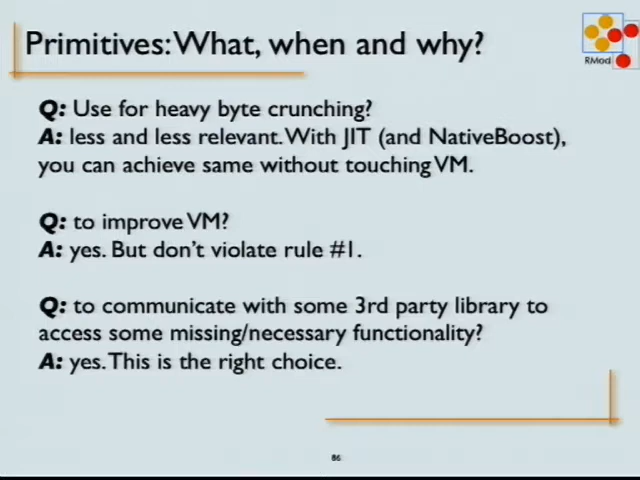 Primitives: What, when and why?
RMod
Q: Use for heavy byte crunching?
A: less and less relevant. With JIT (and NativeBoost),
you can achieve same without touching VM.
Q: to improve VM?
A: yes. But don't violate rule #1.
Q: to communicate with some 3rd party library to
access some missing/necessary functionality?
A: yes. This is the right choice.
86